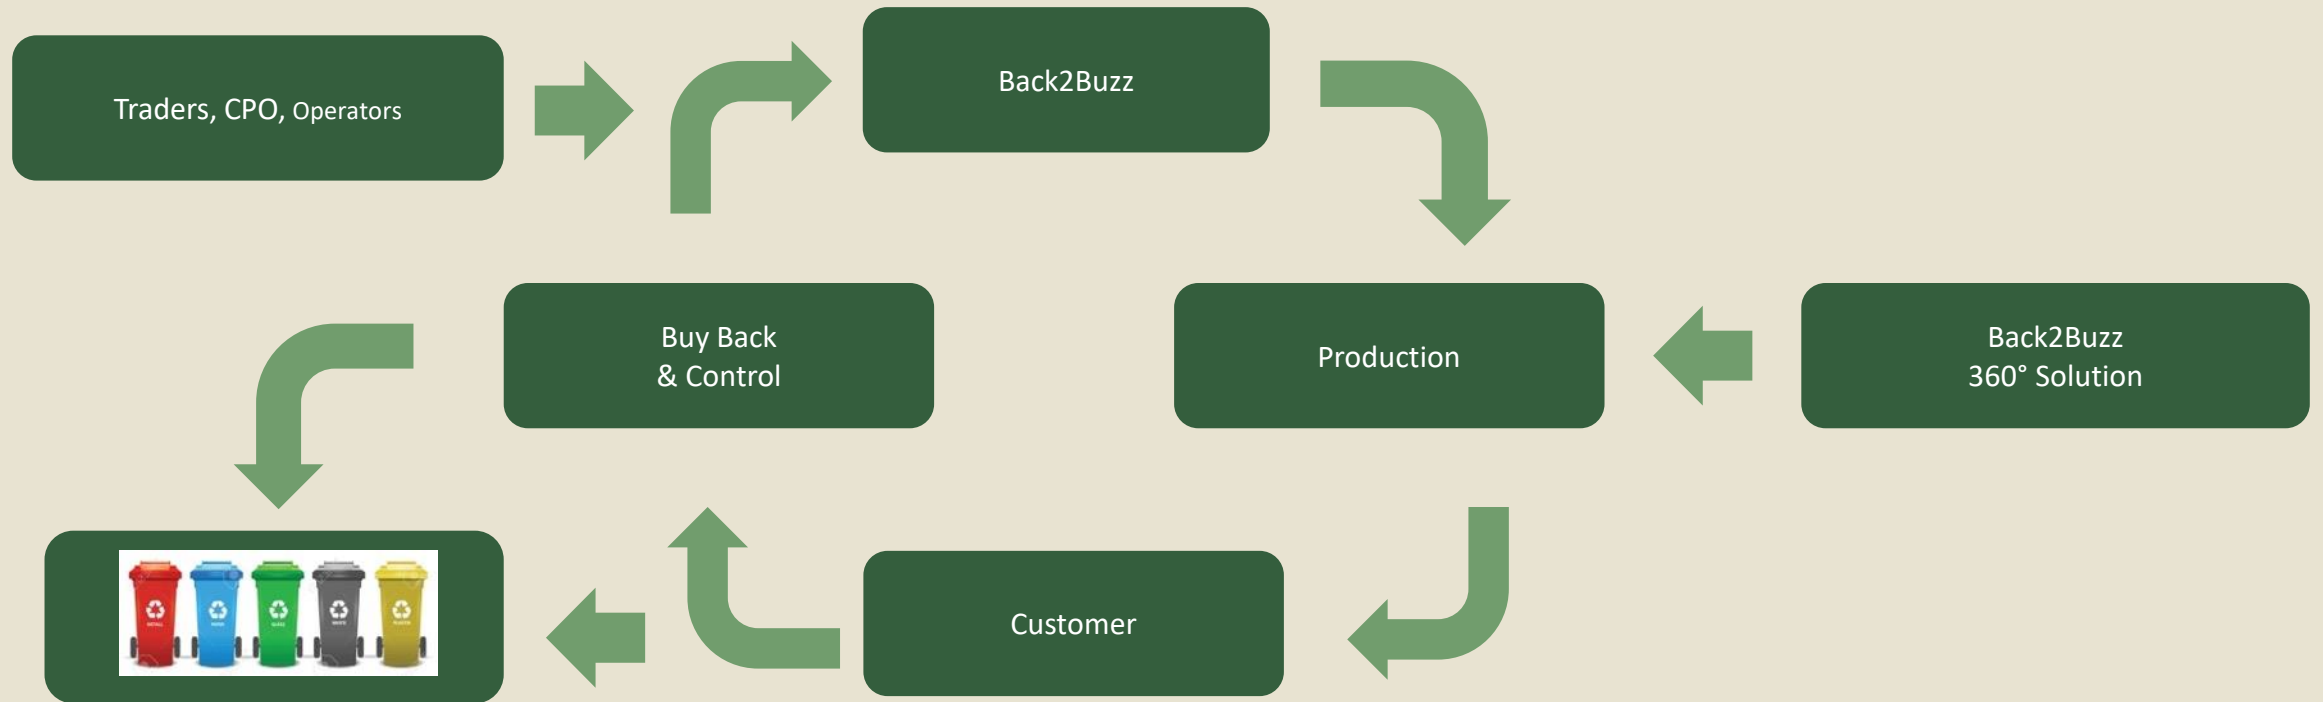 Traders, CPO, Operators
Back2Buzz
Buy Back
& Control
Production
Back2Buzz
360° Solution
Customer